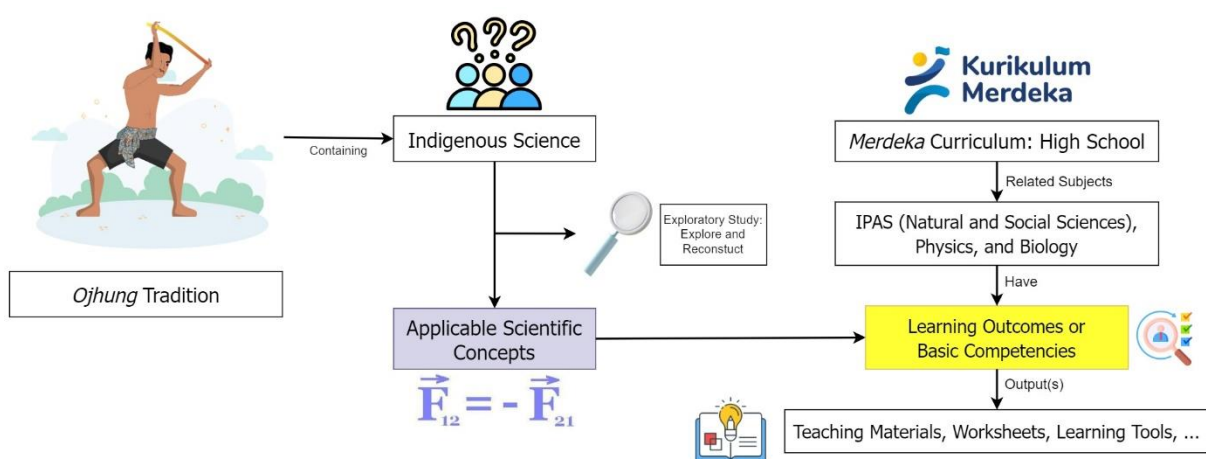 Ojhung Tradition
Containing
? ? ?
Indigenous Science
Exploratory Study:
Explore and
Reconstuct
Applicable Scientific
Concepts
F⃗12 = - F⃗21
Kurikulum
Merdeka
Merdeka Curriculum: High School
Related Subjects
IPAS (Natural and Social Sciences),
Physics, and Biology
Have
Learning Outcomes or
Basic Competencies
Output(s)
Teaching Materials, Worksheets, Learning Tools, ...